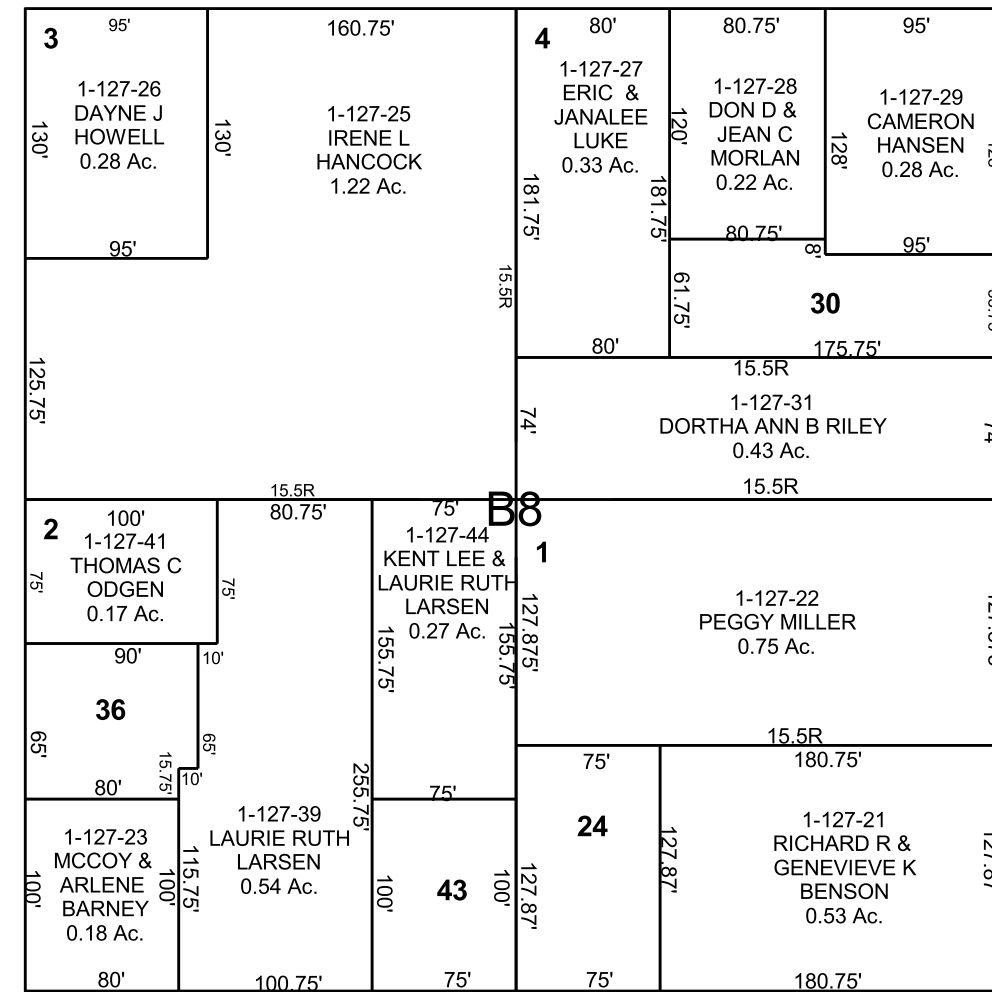 3
95'
1-127-26
DAYNE J
HOWELL
0.28 Ac.
130'
130'
95'
160.75'
1-127-25
IRENE L
HANCOCK
1.22 Ac.
125.75'
15.5R
15.5R
4
80'
1-127-27
ERIC &
JANALEE
LUKE
0.33 Ac.
181.75'
181.75'
80'
80.75'
1-127-28
DON D &
JEAN C
MORLAN
0.22 Ac.
120'
80.75'
8'
95'
1-127-29
CAMERON
HANSEN
0.28 Ac.
128'
95'
61.75'
30
175.75'
15.5R
1-127-31
DORTHA ANN B RILEY
0.43 Ac.
74'
74'
15.5R
B8
2
100'
1-127-41
THOMAS C
ODGEN
0.17 Ac.
75'
75'
80.75'
75'
1-127-44
KENT LEE &
LAURIE RUTH
LARSEN
0.27 Ac.
155.75'
155.75'
75'
1
127.875'
1-127-22
PEGGY MILLER
0.75 Ac.
15.5R
90'
10'
36
65'
65'
15.75'
10'
80'
1-127-23
MCCOY &
ARLENE
BARNEY
0.18 Ac.
100'
100'
80'
115.75'
1-127-39
LAURIE RUTH
LARSEN
0.54 Ac.
255.75'
100.75'
100'
43
100'
75'
75'
24
127.87'
127.87'
75'
180.75'
1-127-21
RICHARD R &
GENEVIEVE K
BENSON
0.53 Ac.
180.75'